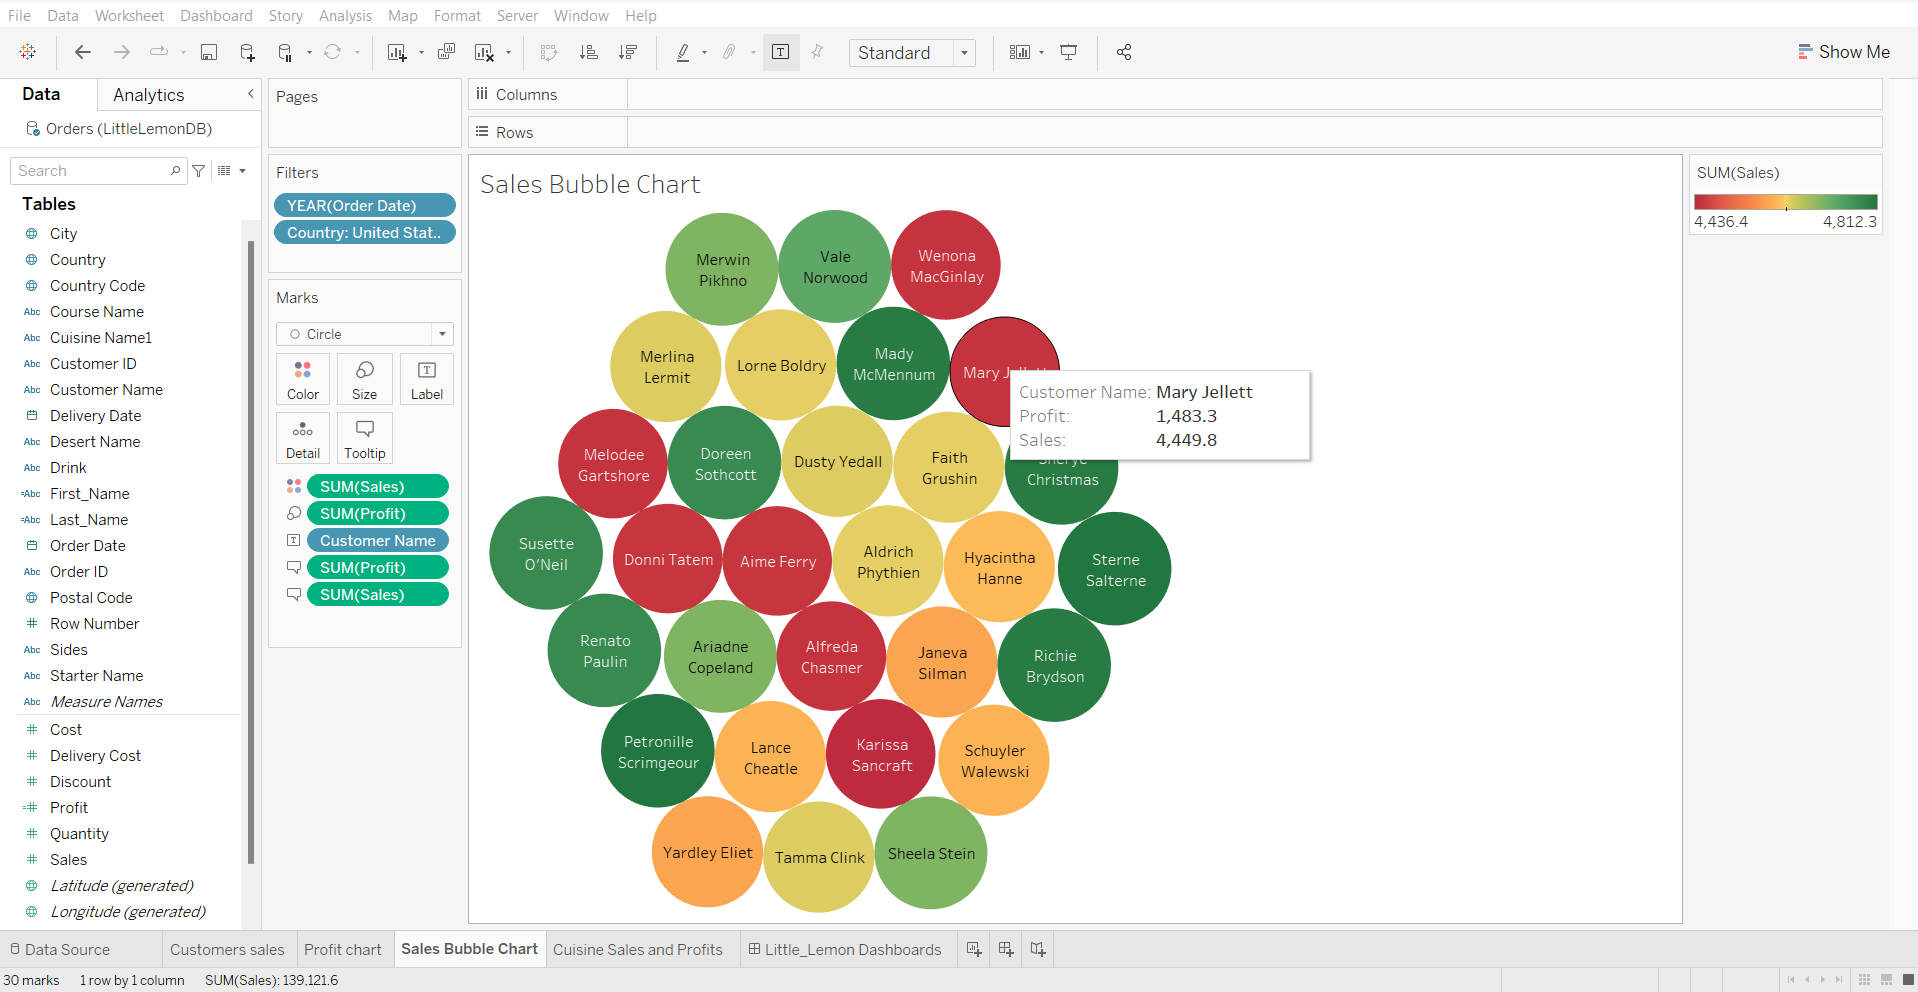 File Data Worksheet Dashboard Story Analysis Map Format Server Window Help
Standard
Show Me
Data Analytics
Orders (LittleLemonDB)
Search
Tables
City
Country
Country Code
Course Name
Cuisine Name1
Customer ID
Customer Name
Delivery Date
Desert Name
Drink
First_Name
Last_Name
Order Date
Order ID
Postal Code
Row Number
Sides
Starter Name
Measure Names
Cost
Delivery Cost
Discount
Profit
Quantity
Sales
Latitude (generated)
Longitude (generated)
Pages
Filters
YEAR(Order Date)
Country: United Stat..
Marks
Circle
Color Size Label
Detail Tooltip
SUM(Sales)
SUM(Profit)
Customer Name
SUM(Profit)
SUM(Sales)
Columns
Rows
Sales Bubble Chart
Merwin
Pikhno
Vale
Norwood
Wenona
MacGinlay
Merlina
Lermit
Lorne Boldry
Mady
McMennum
Mary
Customer Name: Mary Jellett
Profit: 1,483.3
Sales: 4,449.8
Melodee
Gartshore
Doreen
Sothcott
Dusty Yedall
Faith
Grushin
Christmas
Susette
O'Neil
Donni Tatem
Aime Ferry
Aldrich
Phythien
Hyacintha
Hanne
Sterne
Salterne
Renato
Paulin
Ariadne
Copeland
Alfreda
Chasmer
Janeva
Silman
Richie
Brydson
Petronille
Scrimgeour
Lance
Cheatle
Karissa
Sancraft
Schuyler
Walewski
Yardley Eliet
Tamma Clink
Sheela Stein
SUM(Sales)
4,436.4 4,812.3
Data Source Customers sales Profit chart Sales Bubble Chart Cuisine Sales and Profits Little_Lemon Dashboards
30 marks 1 row by 1 column SUM(Sales): 139,121.6